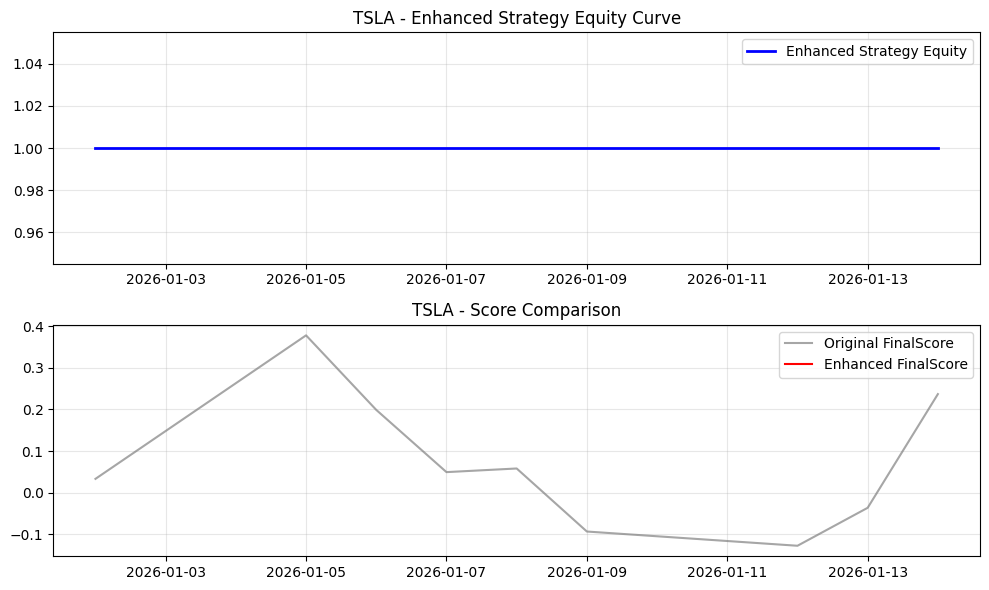 TSLA - Enhanced Strategy Equity Curve
Enhanced Strategy Equity
1.04
1.02
1.00
0.98
0.96
2026-01-03 2026-01-05 2026-01-07 2026-01-09 2026-01-11 2026-01-13
TSLA - Score Comparison
Original FinalScore
Enhanced FinalScore
0.4
0.3
0.2
0.1
0.0
−0.1
2026-01-03 2026-01-05 2026-01-07 2026-01-09 2026-01-11 2026-01-13